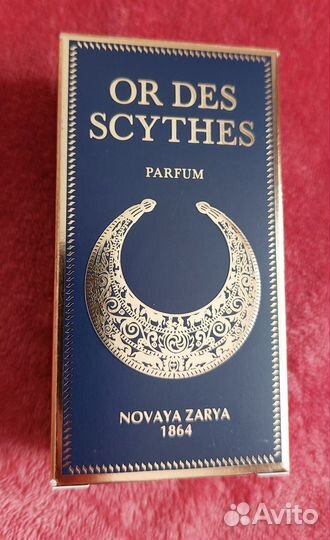 OR DES
SCYTHES
PARFUM
NOVAYA ZARYA
1864
Avito